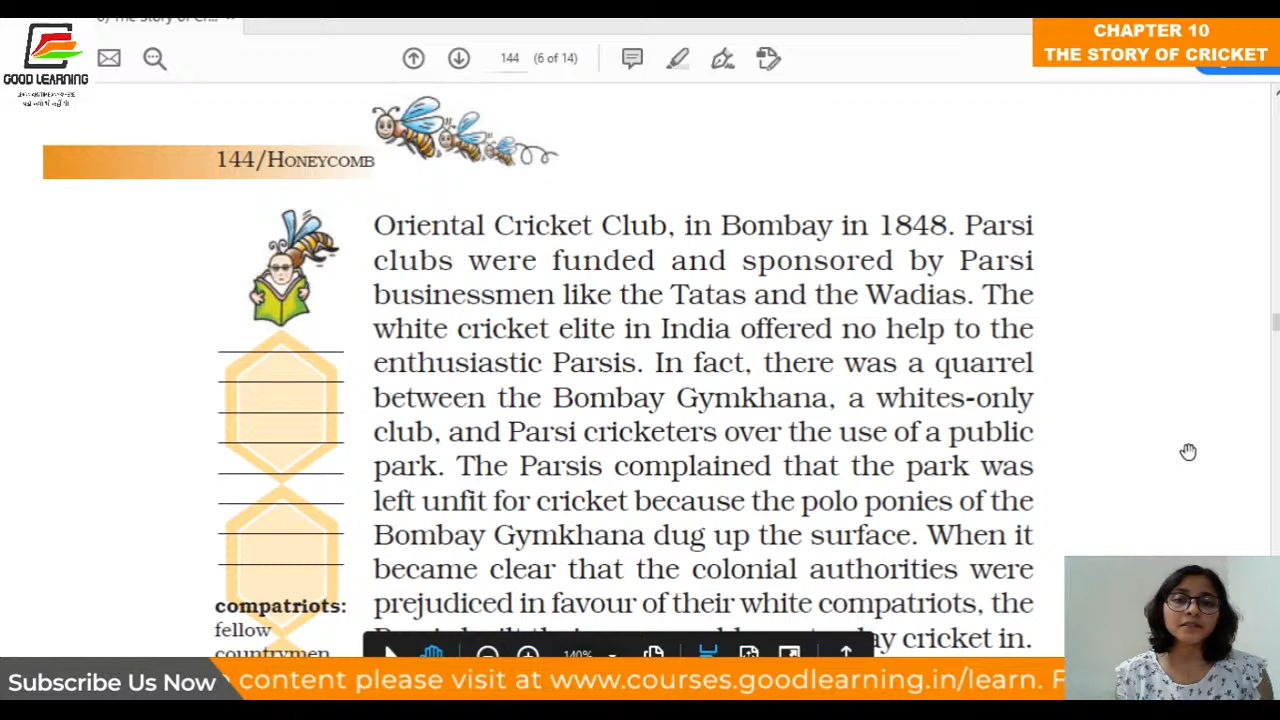 CHAPTER 10
THE STORY OF CRICKET
GOOD LEARNING
144 (6 of 14)
144/HONEYCOMB
Oriental Cricket Club, in Bombay in 1848. Parsi
clubs were funded and sponsored by Parsi
businessmen like the Tatas and the Wadias. The
white cricket elite in India offered no help to the
enthusiastic Parsis. In fact, there was a quarrel
between the Bombay Gymkhana, a whites-only
club, and Parsi cricketers over the use of a public
park. The Parsis complained that the park was
left unfit for cricket because the polo ponies of the
Bombay Gymkhana dug up the surface. When it
became clear that the colonial authorities were
prejudiced in favour of their white compatriots, the
cricket in.
compatriots:
fellow
countrymen
140%
Subscribe Us Now
content please visit at www.courses.goodlearning.in/learn. F